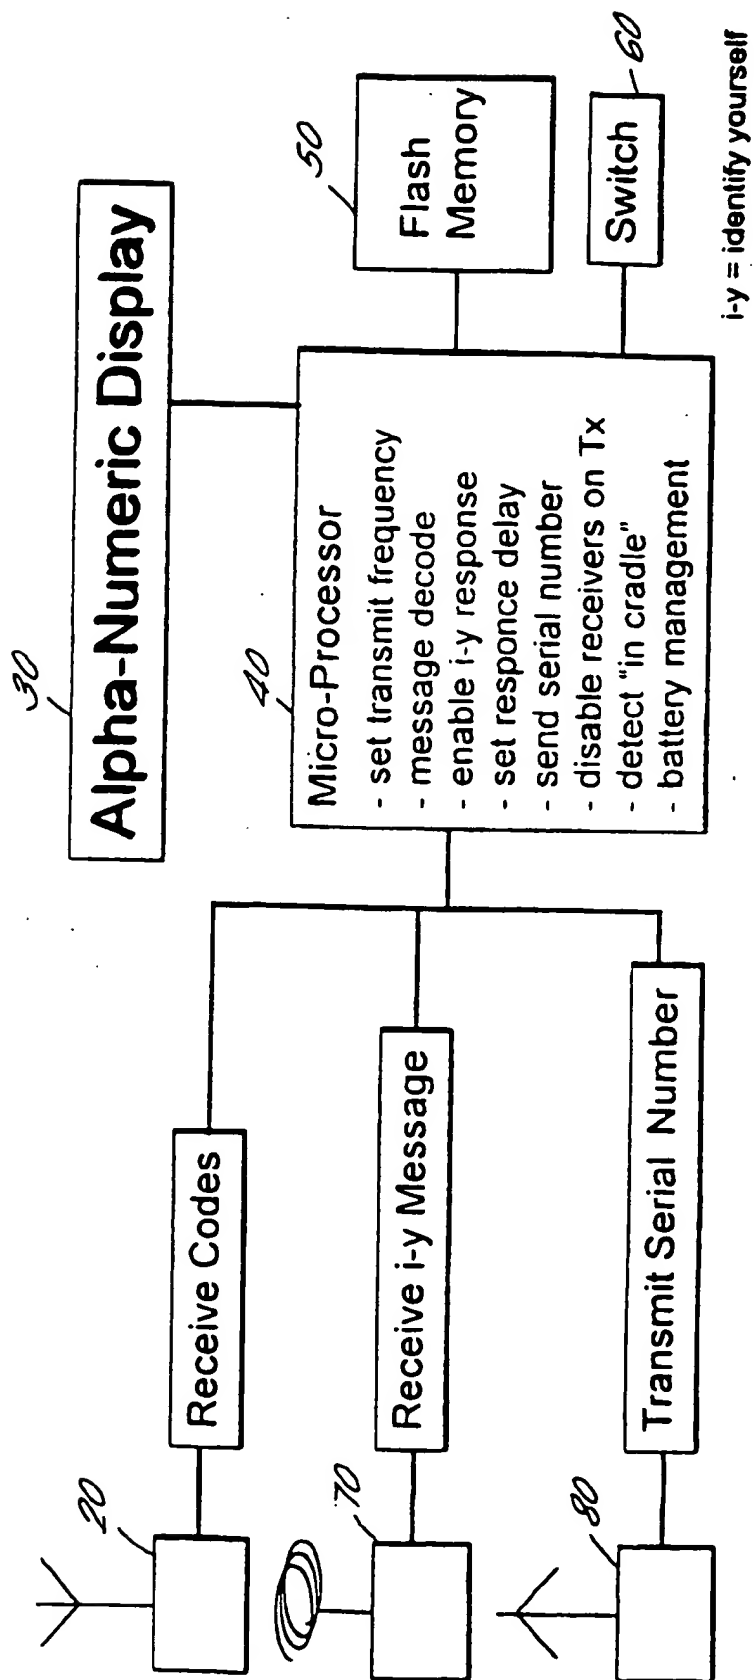 30
Alpha-Numeric Display
20
Receive Codes
40
Micro-Processor
- set transmit frequency
- message decode
- enable i-y response
- set responce delay
- send serial number
- disable receivers on Tx
- detect "in cradle"
- battery management
50
Flash
Memory
70
Receive i-y Message
60
Switch
80
Transmit Serial Number
i-y = identify yourself